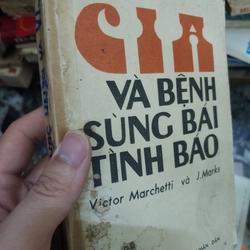 CIA
VÀ BỆNH
SÙNG BÁI
TÌNH BÁO
Victor Marchetti và J. Marks